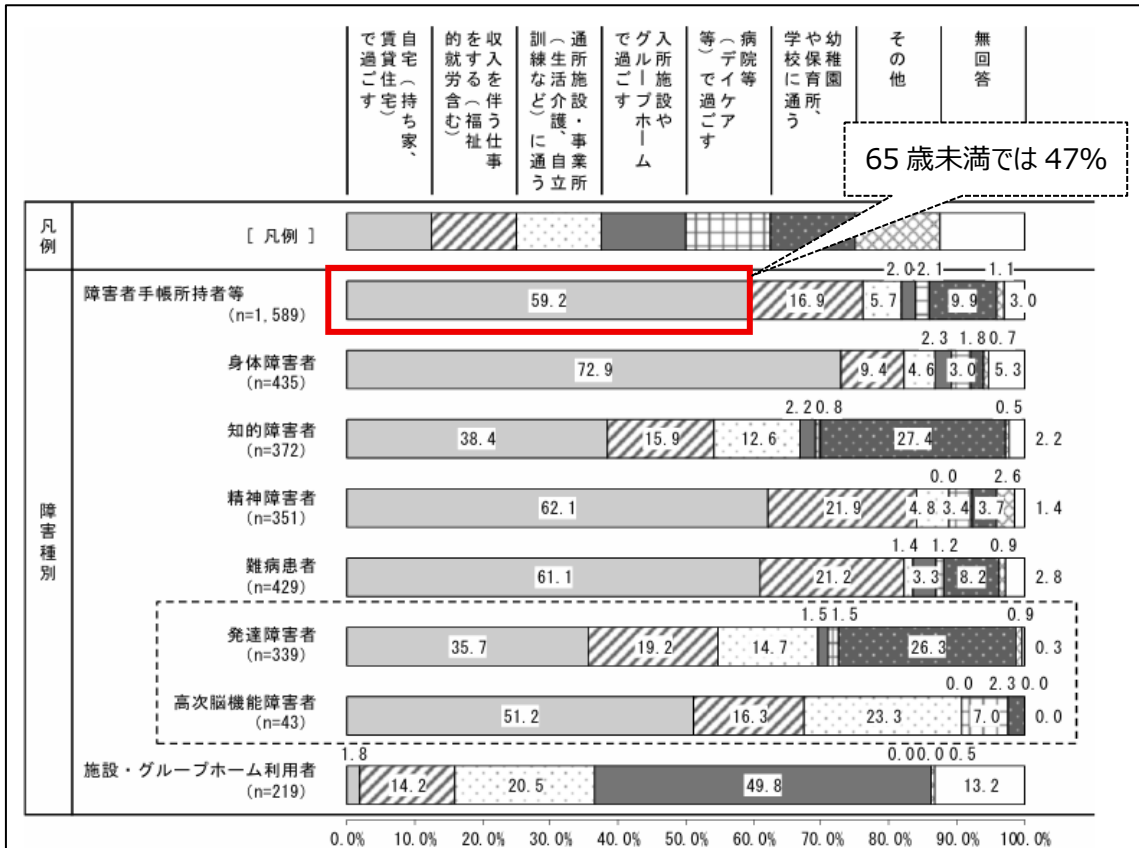 自宅（持ち家、
賃貸住宅）
で過ごす
収入を伴う仕事
をする（福祉
的就労含む）
通所施設・事業所
（生活介護、自立
訓練など）に通う
入所施設や
グループホーム
で過ごす
病院等
（デイケア
等）で過ごす
幼稚園
や保育所、
学校に通う
その他
無回答
65 歳未満では 47%
凡例
[ 凡例 ]
障害種別
障害者手帳所持者等
(n=1,589)
59.2 16.9 5.7 2.0 2.1 9.9 1.1 3.0
身体障害者
(n=435)
72.9 9.4 4.6 2.3 3.0 1.8 0.7 5.3
知的障害者
(n=372)
38.4 15.9 12.6 2.2 0.8 27.4 0.5 2.2
精神障害者
(n=351)
62.1 21.9 4.8 0.0 3.4 3.7 2.6 1.4
難病患者
(n=429)
61.1 21.2 1.4 3.3 1.2 8.2 0.9 2.8
発達障害者
(n=339)
35.7 19.2 14.7 1.5 1.5 26.3 0.9 0.3
高次脳機能障害者
(n=43)
51.2 16.3 23.3 0.0 7.0 2.3 0.0 0.0
施設・グループホーム利用者
(n=219)
1.8 14.2 20.5 49.8 0.0 0.0 0.5 13.2
0.0% 10.0% 20.0% 30.0% 40.0% 50.0% 60.0% 70.0% 80.0% 90.0% 100.0%